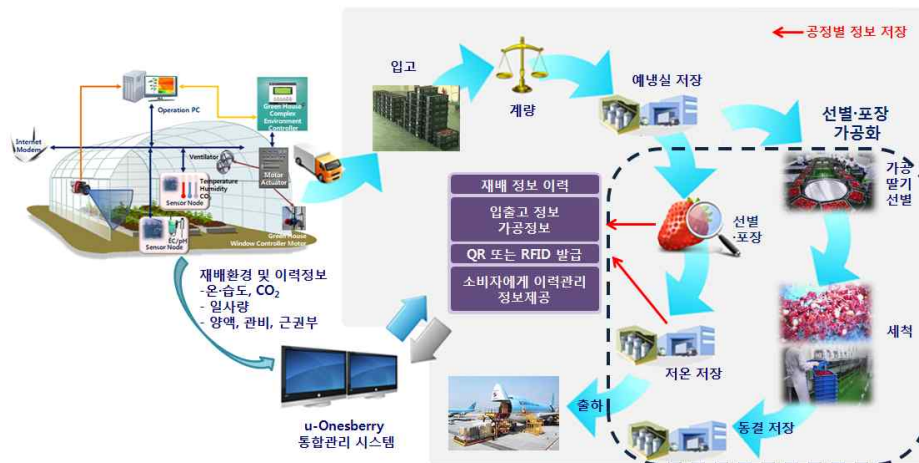 공정별 정보 저장
입고
계량
예냉실 저장
선별·포장
가공화
가공
딸기
선별
Operation PC
Green House
Complex
Environment
Controller
Internet
Modem
Ventilator
Motor
Actuator
Temperature
Humidity
CO₂
Sensor Node
EC/pH
Sensor Node
Green House
Window Controller Motor
재배 정보 이력
입출고 정보
가공정보
QR 또는 RFID 발급
소비자에게 이력관리
정보제공
선별
·포장
재배환경 및 이력정보
-온·습도, CO₂
- 일사량
- 양액, 관비, 근권부
세척
저온 저장
출하
동결 저장
u-Onesberry
통합관리 시스템